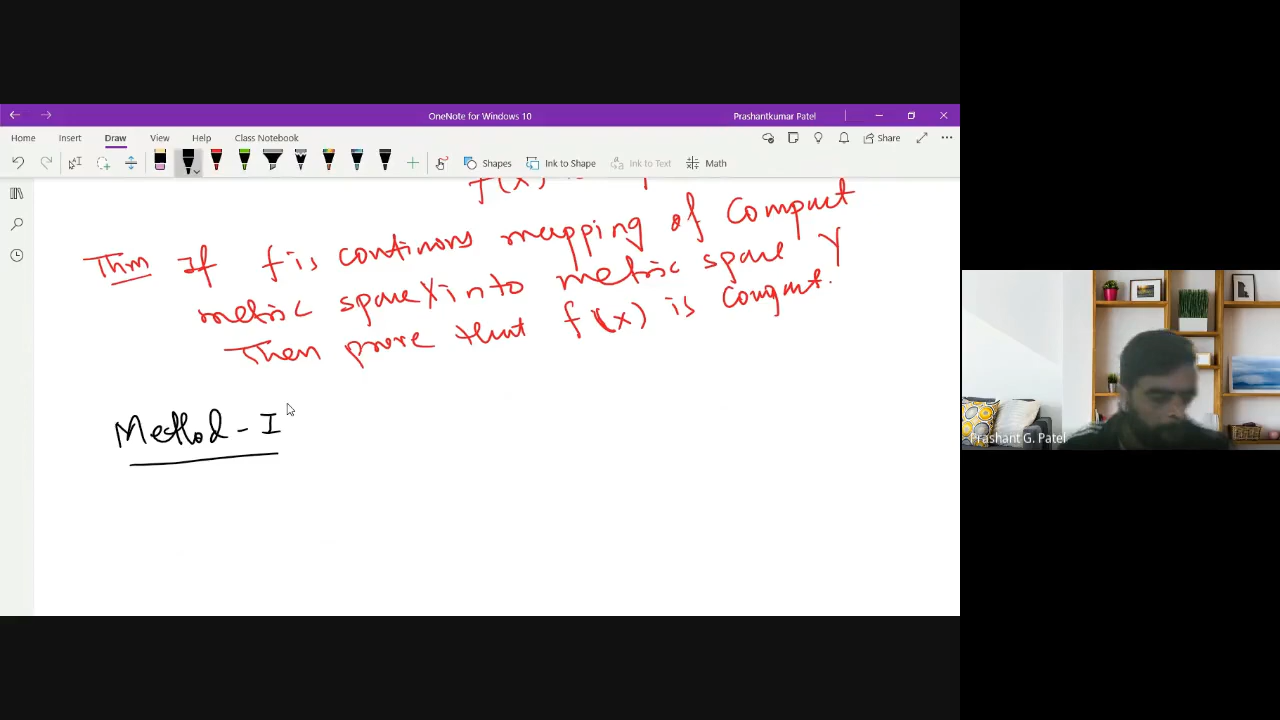 OneNote for Windows 10
Prashantkumar Patel
Home Insert Draw View Help Class Notebook
Share
Shapes Ink to Shape Ink to Text Math
f(x) is
Thm If f is continous mapping of Compact
metric space X into metric space Y
Then prove that f(x) is compact.
Method - I
Prashant G. Patel